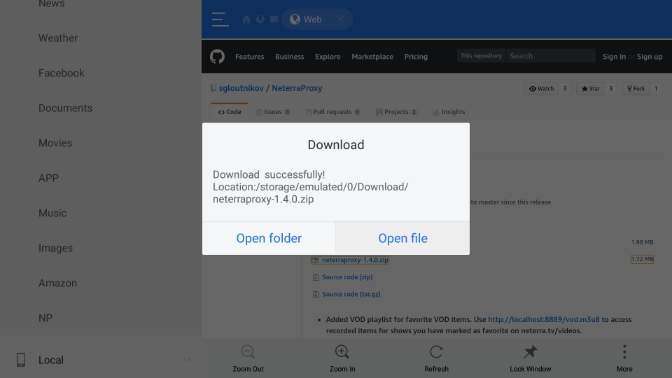 News
Weather
Facebook
Documents
Movies
APP
Music
Images
Amazon
NP
Local
Web
Features Business Explore Marketplace Pricing This repository Search Sign in or Sign up
sgloutnikov / NeterraProxy
Watch 3 Star 3 Fork 1
Code Issues 0 Pull requests 0 Projects 2 Insights
Download
Download successfully!
Location:/storage/emulated/0/Download/
neterraproxy-1.4.0.zip
to master since this release
Open folder Open file
1.80 MB
neterraproxy-1.4.0.zip 1.72 MB
Source code (zip)
Source code (tar.gz)
Added VOD playlist for favorite VOD items. Use http://localhost:8889/vod.m3u8 to access
recorded items for shows you have marked as favorite on neterra.tv/videos.
Zoom Out Zoom In Refresh Lock Window More